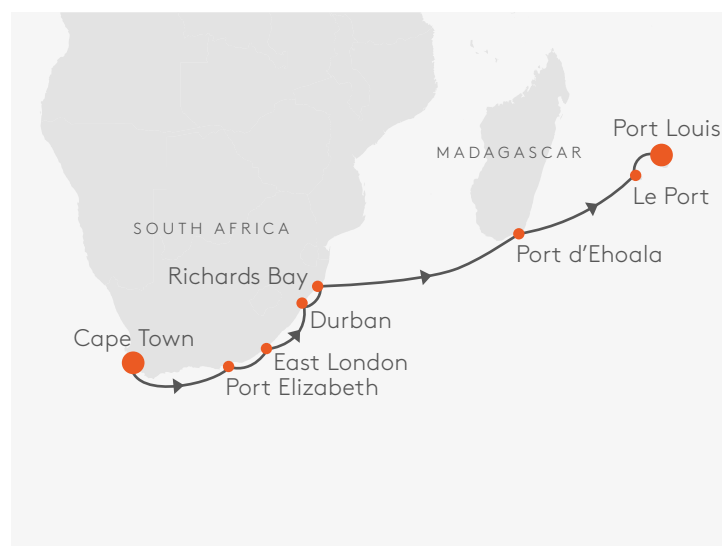 Port Louis
MADAGASCAR
Le Port
SOUTH AFRICA
Port d’Ehoala
Richards Bay
Durban
Cape Town
East London
Port Elizabeth